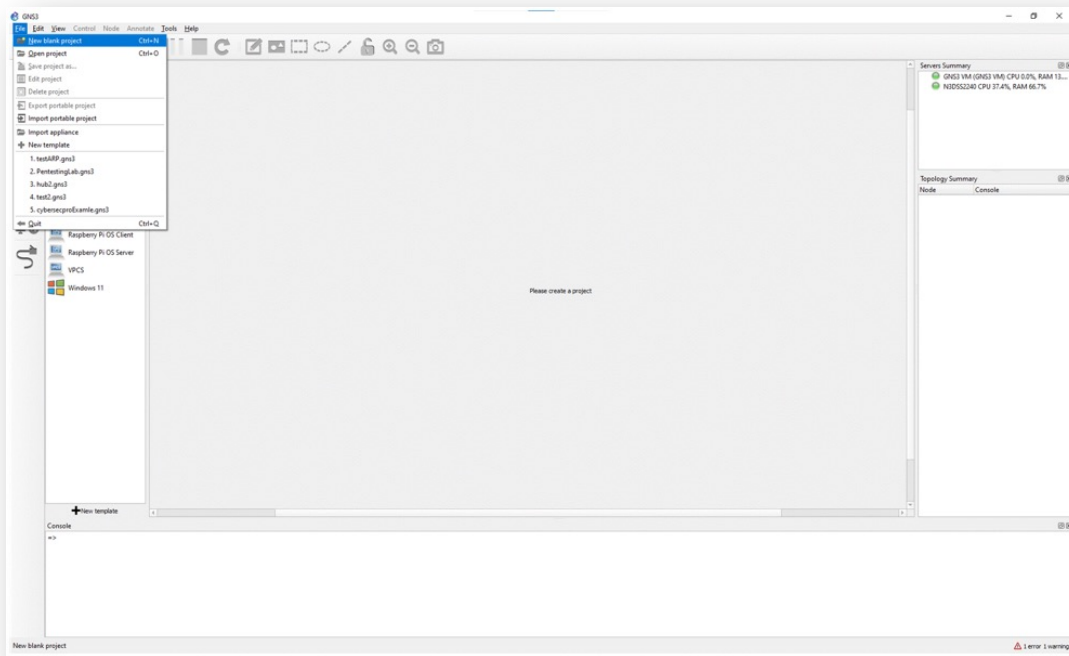 GNS3
File Edit View Control Node Annotate Tools Help
New blank project Ctrl+N
Open project Ctrl+O
Save project as...
Edit project
Delete project
Export portable project
Import portable project
Import appliance
New template
1. testARP.gns3
2. PentestingLab.gns3
3. hub2.gns3
4. test2.gns3
5. cybersecproExamle.gns3
Quit Ctrl+Q
Raspberry Pi OS Client
Raspberry Pi OS Server
VPCS
Windows 11
New template
Please create a project
Servers Summary
GNS3 VM (GNS3 VM) CPU 0.0%, RAM 13....
N3DSS2240 CPU 37.4%, RAM 66.7%
Topology Summary
Node Console
Console
=>
New blank project
1 error 1 warning